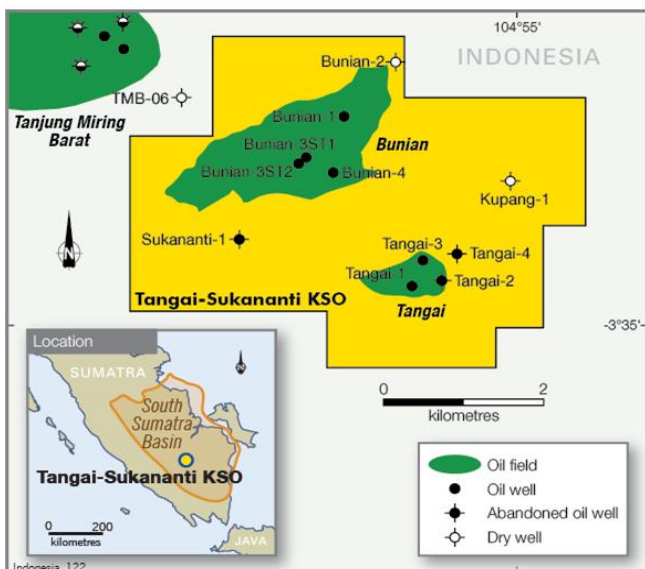 104°55'
INDONESIA
Bunian-2
TMB-06
Tanjung Miring
Barat
Bunian 1
Bunian
Bunian 3ST1
Bunian 3ST2
Bunian-4
Kupang-1
Sukananti-1
Tangai-3
Tangai-4
Tangai-1
Tangai-2
Tangai-Sukananti KSO
Tangai
-3°35'
N
0 2
kilometres
Location
SUMATRA
N
South
Sumatra
Basin
Tangai-Sukananti KSO
0 200
kilometres
JAVA
Oil field
Oil well
Abandoned oil well
Dry well
Indonesia 122